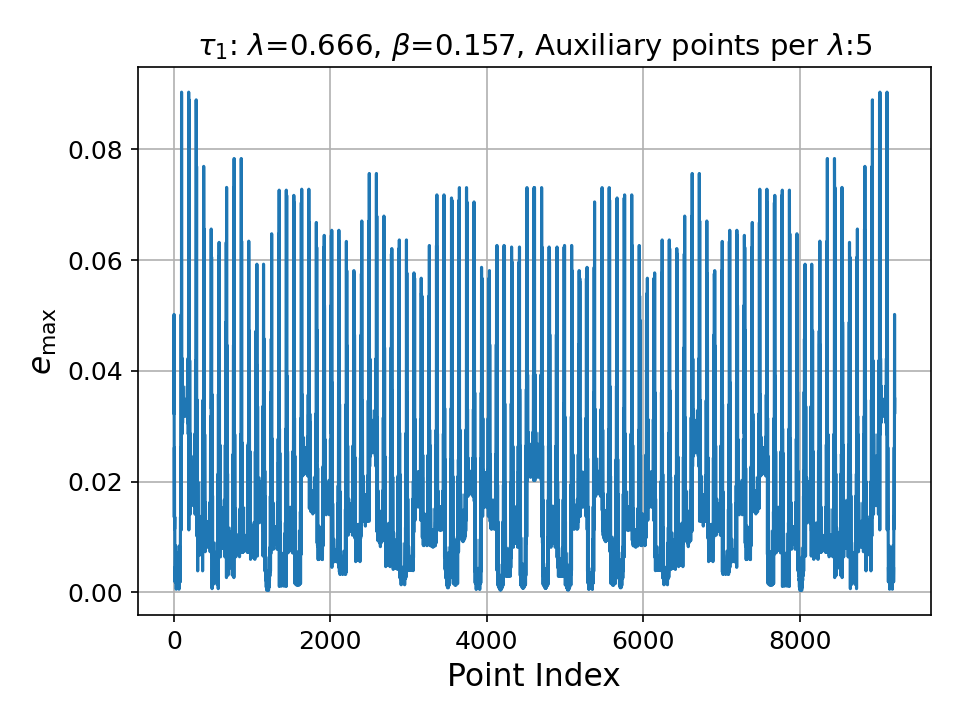 τ₁: λ=0.666, β=0.157, Auxiliary points per λ:5
0.08
0.06
0.04
0.02
0.00
e_max
0 2000 4000 6000 8000
Point Index